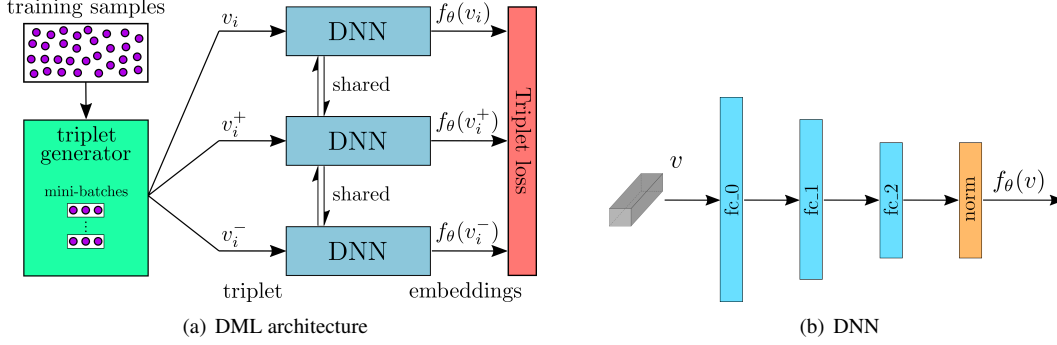 training samples
triplet
generator
mini-batches
v_i
v_i^+
v_i^-
triplet
DNN
shared
DNN
shared
DNN
f_θ(v_i)
f_θ(v_i^+)
f_θ(v_i^-)
embeddings
Triplet loss
(a) DML architecture
v
fc_0
fc_1
fc_2
norm
f_θ(v)
(b) DNN